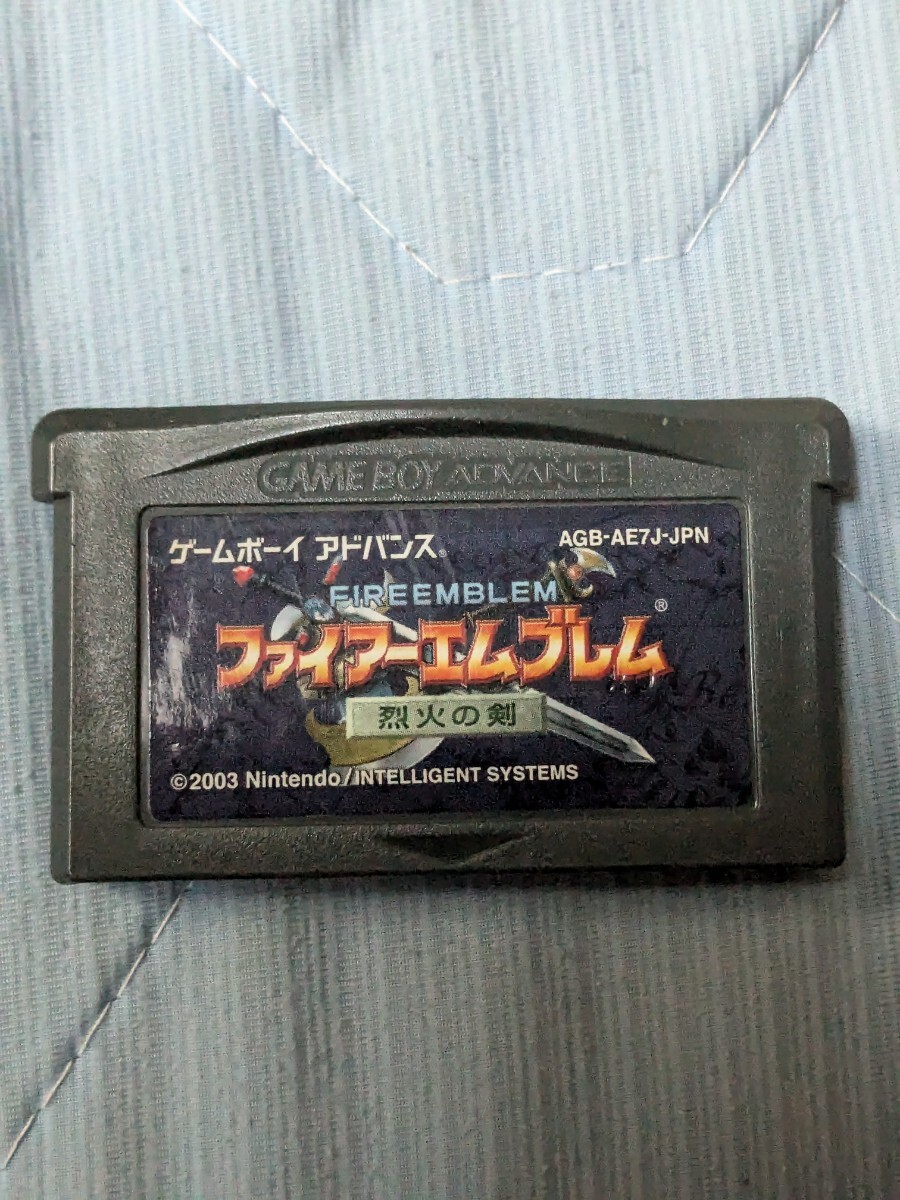 GAME BOY ADVANCE
ゲームボーイ アドバンス®
AGB-AE7J-JPN
FIRE EMBLEM
ファイアーエムブレム®
烈火の剣
©2003 Nintendo/INTELLIGENT SYSTEMS